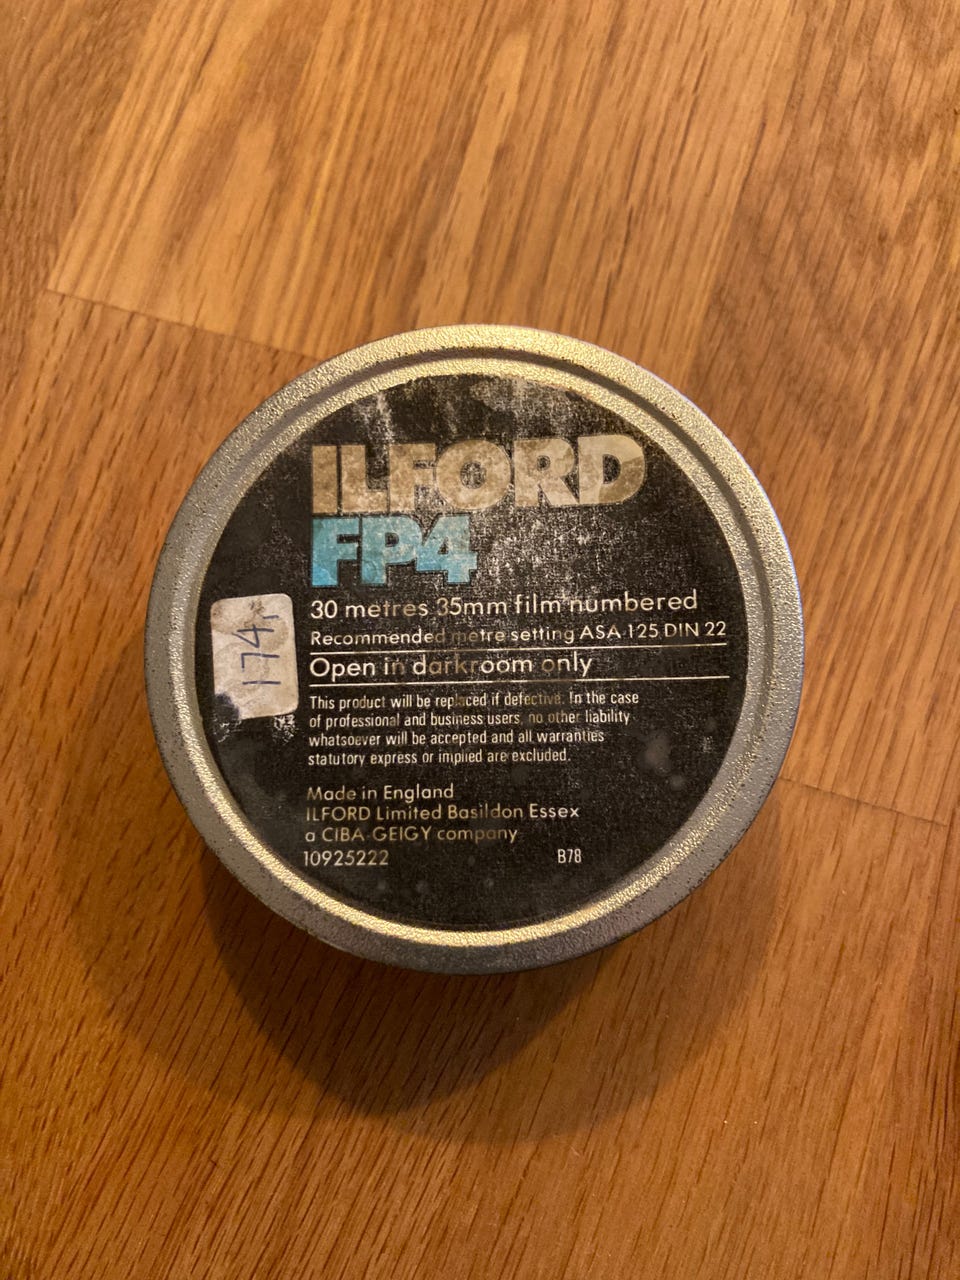 ILFORD
FP4
30 metres 35mm film numbered
Recommended metre setting ASA 125 DIN 22
Open in darkroom only
This product will be replaced if defective. In the case
of professional and business users, no other liability
whatsoever will be accepted and all warranties
statutory express or implied are excluded.
Made in England
ILFORD Limited Basildon Essex
a CIBA-GEIGY company
10925222 B78
174,-